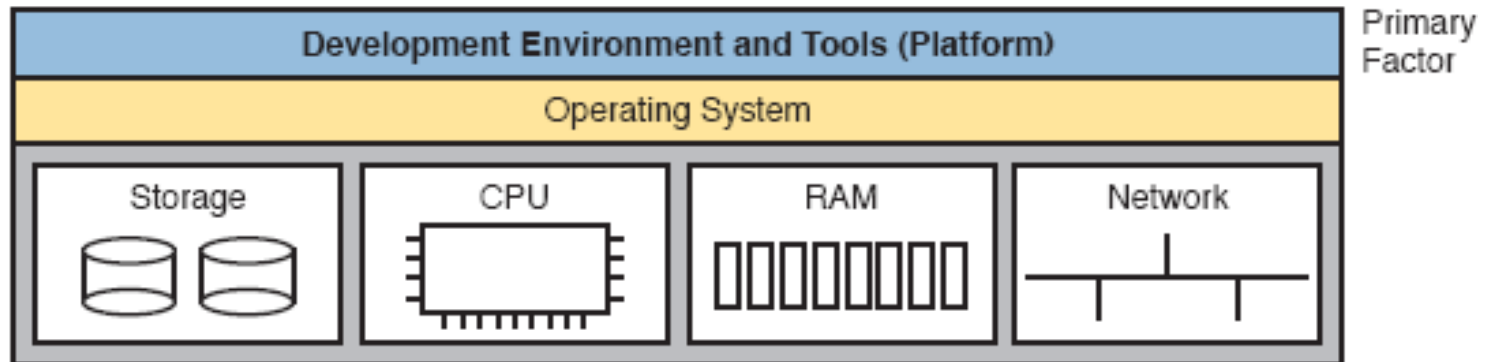 Development Environment and Tools (Platform)
Primary
Factor
Operating System
Storage
CPU
RAM
Network